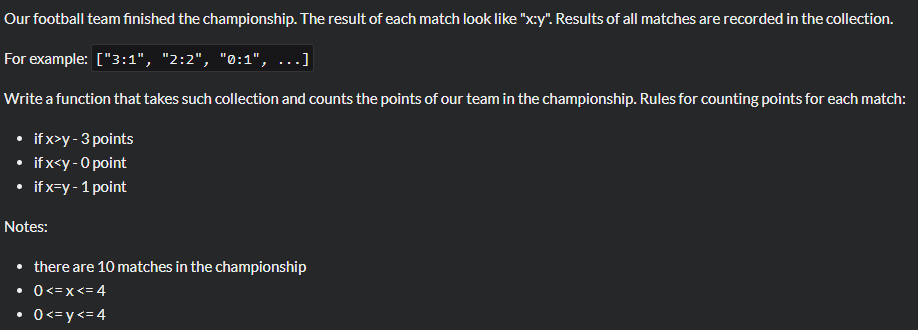 Our football team finished the championship. The result of each match look like "x:y". Results of all matches are recorded in the collection.
For example: ["3:1", "2:2", "0:1", ...]
Write a function that takes such collection and counts the points of our team in the championship. Rules for counting points for each match:
• if x>y - 3 points
• if x<y - 0 point
• if x=y - 1 point
Notes:
• there are 10 matches in the championship
• 0 <= x <= 4
• 0 <= y <= 4